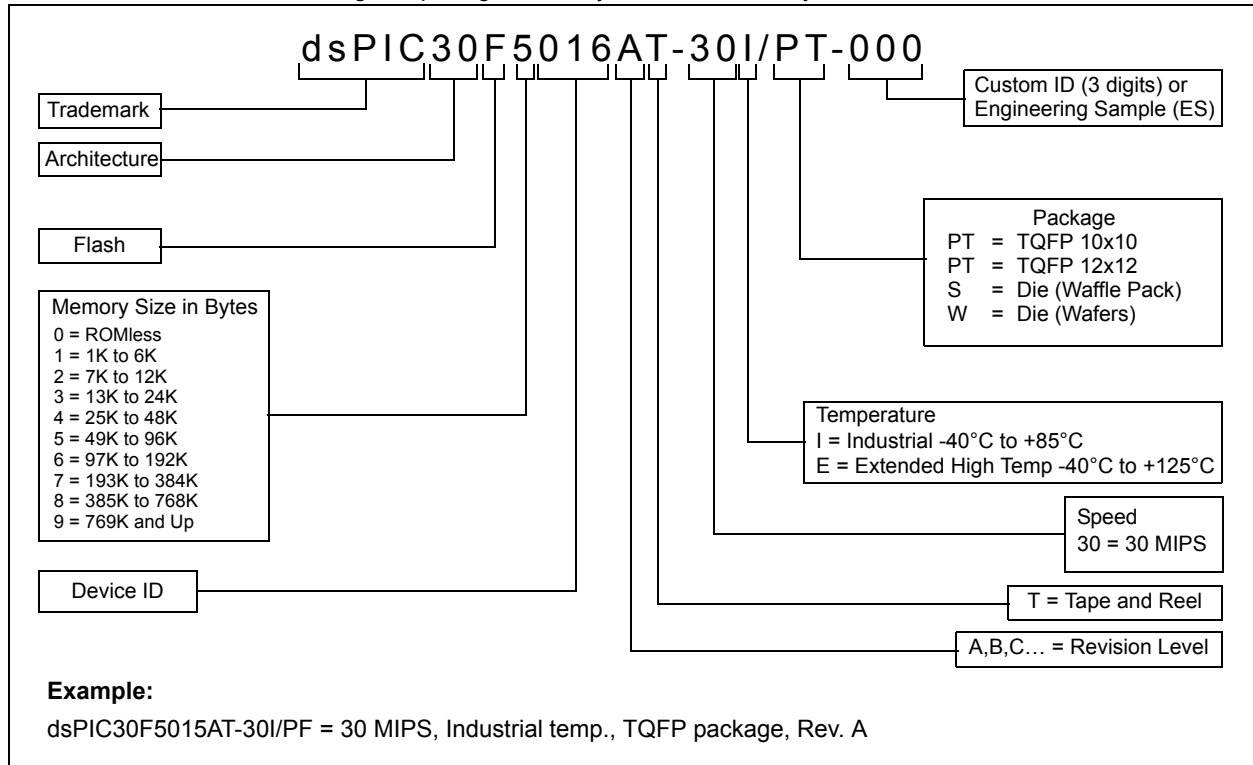 dsPIC30F5016AT-30I/PT-000
Custom ID (3 digits) or
Engineering Sample (ES)
Trademark
Architecture
Flash
Package
PT = TQFP 10x10
PT = TQFP 12x12
S = Die (Waffle Pack)
W = Die (Wafers)
Memory Size in Bytes
0 = ROMless
1 = 1K to 6K
2 = 7K to 12K
3 = 13K to 24K
4 = 25K to 48K
5 = 49K to 96K
6 = 97K to 192K
7 = 193K to 384K
8 = 385K to 768K
9 = 769K and Up
Temperature
I = Industrial -40°C to +85°C
E = Extended High Temp -40°C to +125°C
Speed
30 = 30 MIPS
Device ID
T = Tape and Reel
A,B,C… = Revision Level
Example:
dsPIC30F5015AT-30I/PF = 30 MIPS, Industrial temp., TQFP package, Rev. A